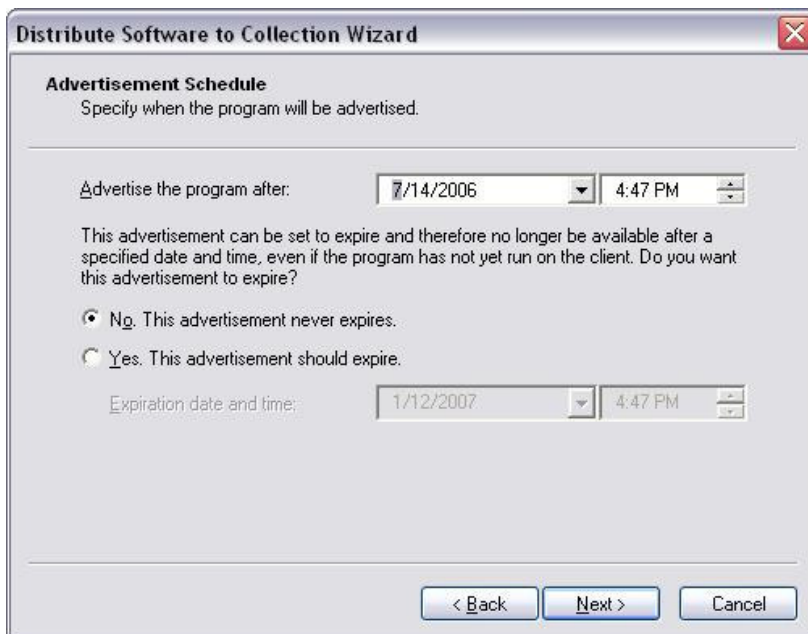 Distribute Software to Collection Wizard
Advertisement Schedule
Specify when the program will be advertised.
Advertise the program after: 7/14/2006 4:47 PM
This advertisement can be set to expire and therefore no longer be available after a
specified date and time, even if the program has not yet run on the client. Do you want
this advertisement to expire?
No. This advertisement never expires.
Yes. This advertisement should expire.
Expiration date and time: 1/12/2007 4:47 PM
< Back Next > Cancel